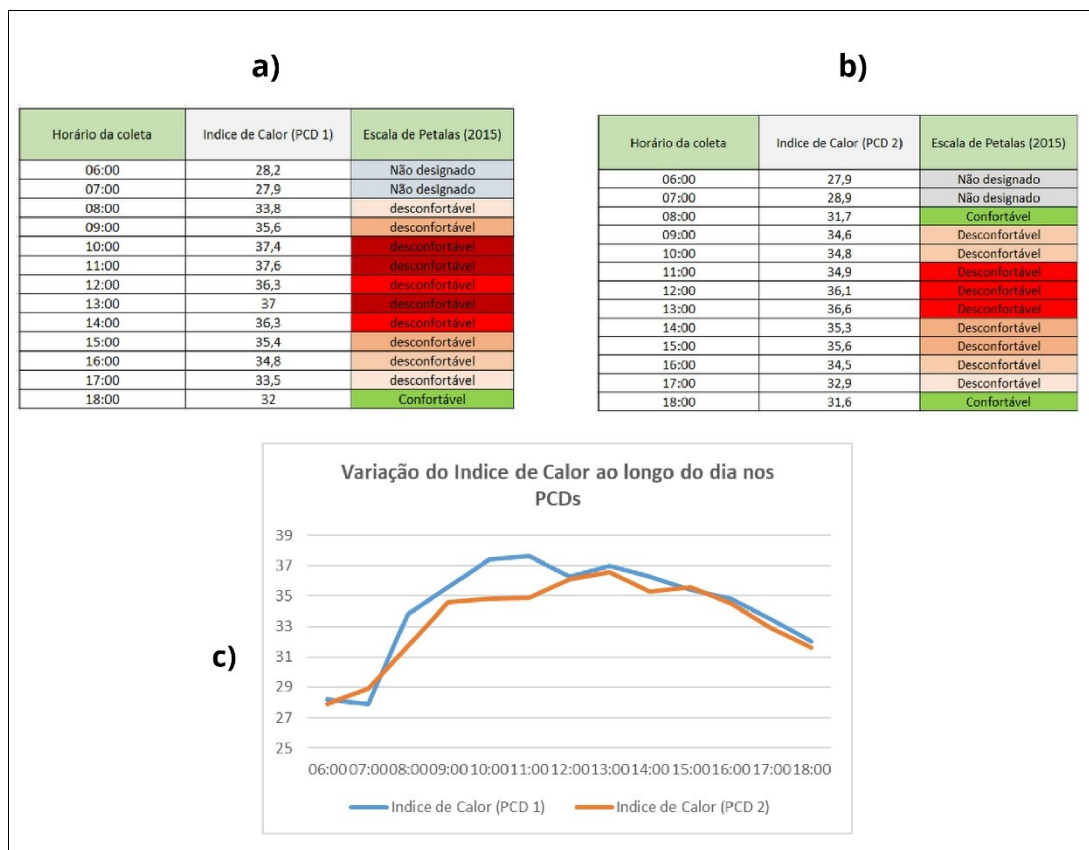 a)
Horário da coleta Indice de Calor (PCD 1) Escala de Petalas (2015)
06:00 28,2 Não designado
07:00 27,9 Não designado
08:00 33,8 desconfortável
09:00 35,6 desconfortável
10:00 37,4 desconfortável
11:00 37,6 desconfortável
12:00 36,3 desconfortável
13:00 37 desconfortável
14:00 36,3 desconfortável
15:00 35,4 desconfortável
16:00 34,8 desconfortável
17:00 33,5 desconfortável
18:00 32 Confortável
b)
Horário da coleta Indice de Calor (PCD 2) Escala de Petalas (2015)
06:00 27,9 Não designado
07:00 28,9 Não designado
08:00 31,7 Confortável
09:00 34,6 Desconfortável
10:00 34,8 Desconfortável
11:00 34,9 Desconfortável
12:00 36,1 Desconfortável
13:00 36,6 Desconfortável
14:00 35,3 Desconfortável
15:00 35,6 Desconfortável
16:00 34,5 Desconfortável
17:00 32,9 Desconfortável
18:00 31,6 Confortável
c)
Variação do Indice de Calor ao longo do dia nos
PCDs
39
37
35
33
31
29
27
25
06:00 07:00 08:00 09:00 10:00 11:00 12:00 13:00 14:00 15:00 16:00 17:00 18:00
Indice de Calor (PCD 1) Indice de Calor (PCD 2)